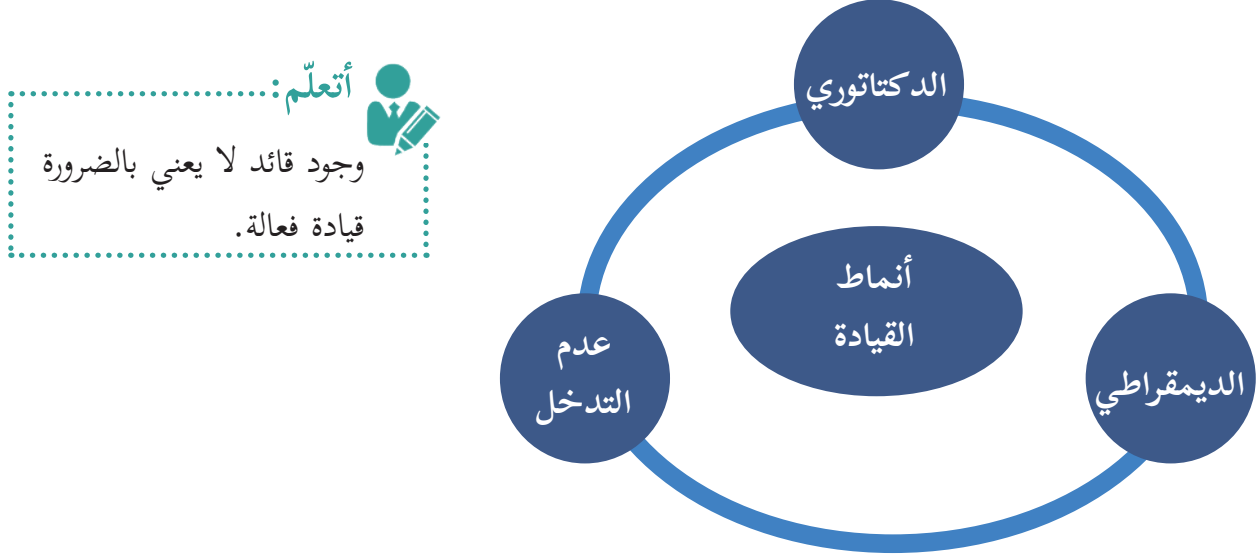 أتعلّم:
وجود قائد لا يعني بالضرورة
قيادة فعالة.
الدكتاتوري
أنماط
القيادة
الديمقراطي
عدم
التدخل